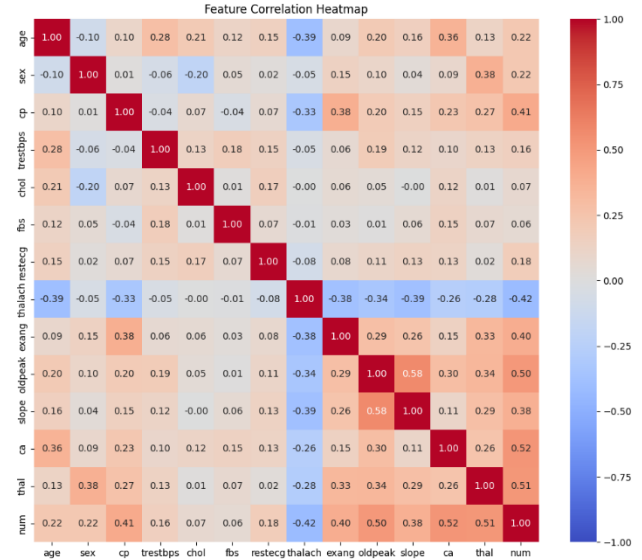 Feature Correlation Heatmap
age 1.00 -0.10 0.10 0.28 0.21 0.12 0.15 -0.39 0.09 0.20 0.16 0.36 0.13 0.22
sex -0.10 1.00 0.01 -0.06 -0.20 0.05 0.02 -0.05 0.15 0.10 0.04 0.09 0.38 0.22
cp 0.10 0.01 1.00 -0.04 0.07 -0.04 0.07 -0.33 0.38 0.20 0.15 0.23 0.27 0.41
trestbps 0.28 -0.06 -0.04 1.00 0.13 0.18 0.15 -0.05 0.06 0.19 0.12 0.10 0.13 0.16
chol 0.21 -0.20 0.07 0.13 1.00 0.01 0.17 -0.00 0.06 0.05 -0.00 0.12 0.01 0.07
fbs 0.12 0.05 -0.04 0.18 0.01 1.00 0.07 -0.01 0.03 0.01 0.06 0.15 0.07 0.06
restecg 0.15 0.02 0.07 0.15 0.17 0.07 1.00 -0.08 0.08 0.11 0.13 0.13 0.02 0.18
thalach -0.39 -0.05 -0.33 -0.05 -0.00 -0.01 -0.08 1.00 -0.38 -0.34 -0.39 -0.26 -0.28 -0.42
exang 0.09 0.15 0.38 0.06 0.06 0.03 0.08 -0.38 1.00 0.29 0.26 0.15 0.33 0.40
oldpeak 0.20 0.10 0.20 0.19 0.05 0.01 0.11 -0.34 0.29 1.00 0.58 0.30 0.34 0.50
slope 0.16 0.04 0.15 0.12 -0.00 0.06 0.13 -0.39 0.26 0.58 1.00 0.11 0.29 0.38
ca 0.36 0.09 0.23 0.10 0.12 0.15 0.13 -0.26 0.15 0.30 0.11 1.00 0.26 0.52
thal 0.13 0.38 0.27 0.13 0.01 0.07 0.02 -0.28 0.33 0.34 0.29 0.26 1.00 0.51
num 0.22 0.22 0.41 0.16 0.07 0.06 0.18 -0.42 0.40 0.50 0.38 0.52 0.51 1.00
age sex cp trestbps chol fbs restecg thalach exang oldpeak slope ca thal num
1.00
0.75
0.50
0.25
0.00
-0.25
-0.50
-0.75
-1.00